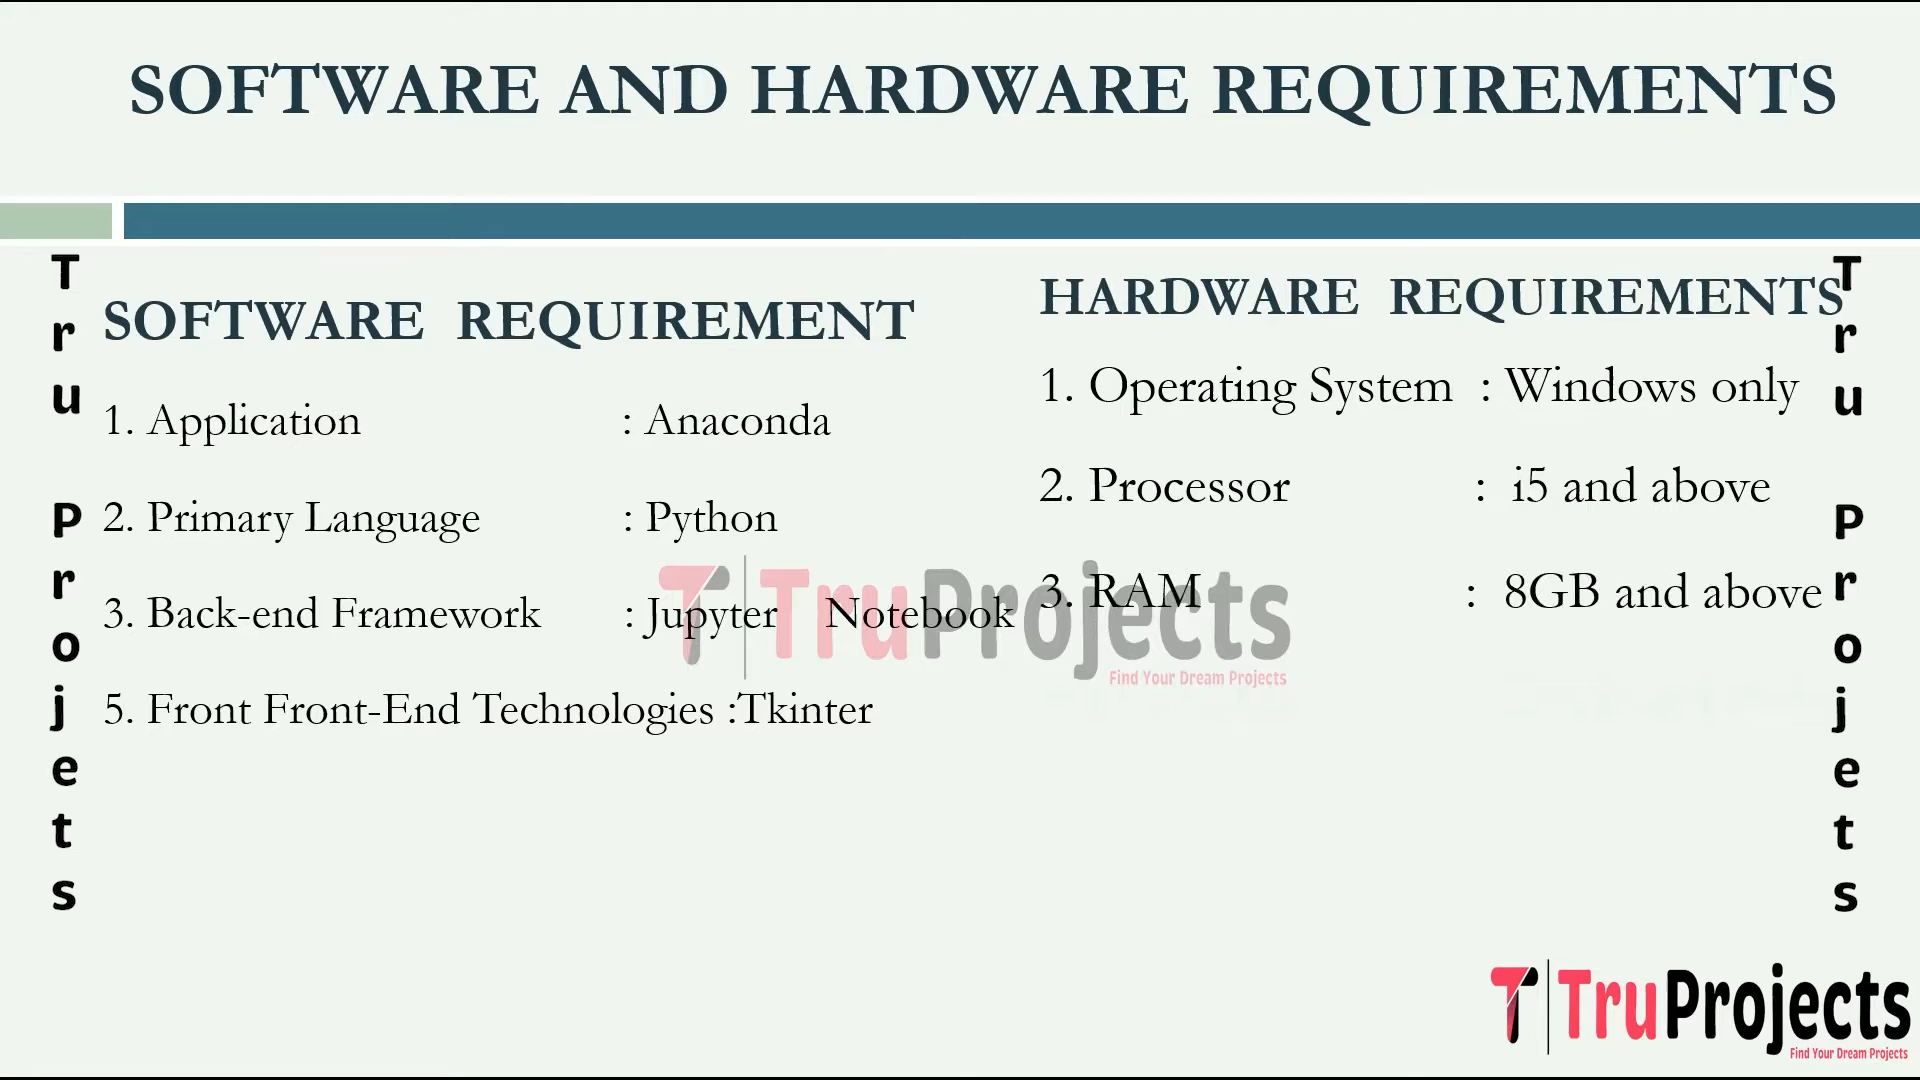 SOFTWARE AND HARDWARE REQUIREMENTS
Tru Projets
SOFTWARE REQUIREMENT
1. Application : Anaconda
2. Primary Language : Python
3. Back-end Framework : Jupyter Notebook
5. Front Front-End Technologies :Tkinter
HARDWARE REQUIREMENTS
1. Operating System : Windows only
2. Processor : i5 and above
3. RAM : 8GB and above
Tru Projets
TruProjects
Find Your Dream Projects
TruProjects
Find Your Dream Projects